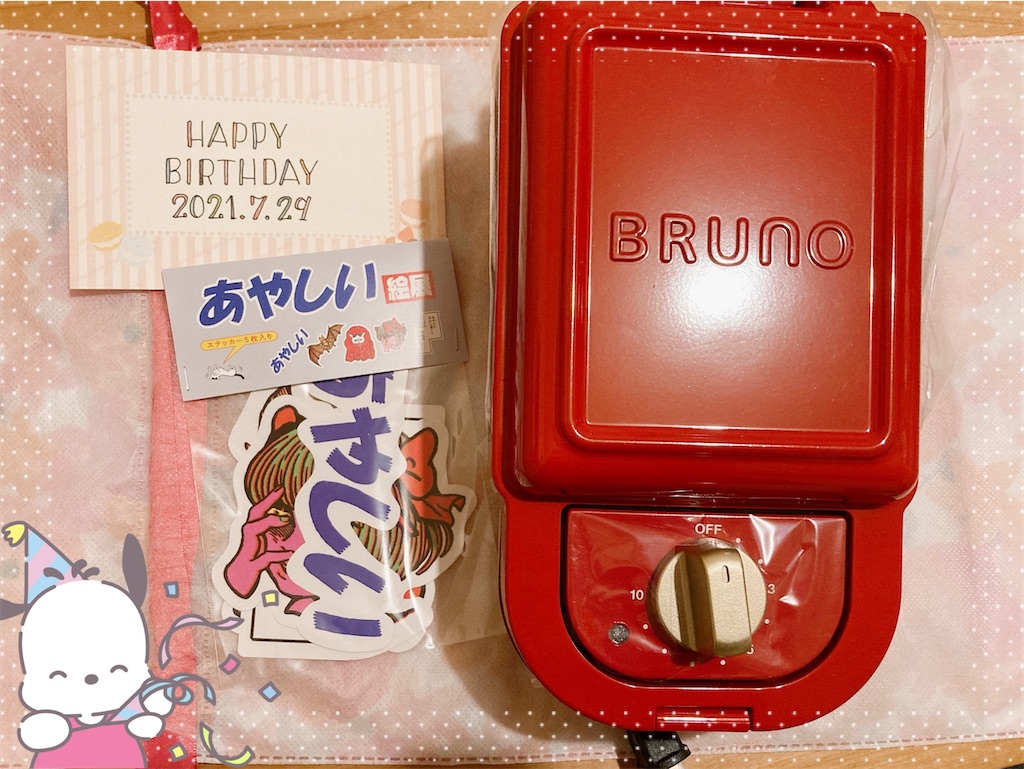 HAPPY
BIRTHDAY
2021.7.29
あやしい 絵展
ステッカー5枚入り
あやしい
あやしい
BRUNO
OFF
10
3
5